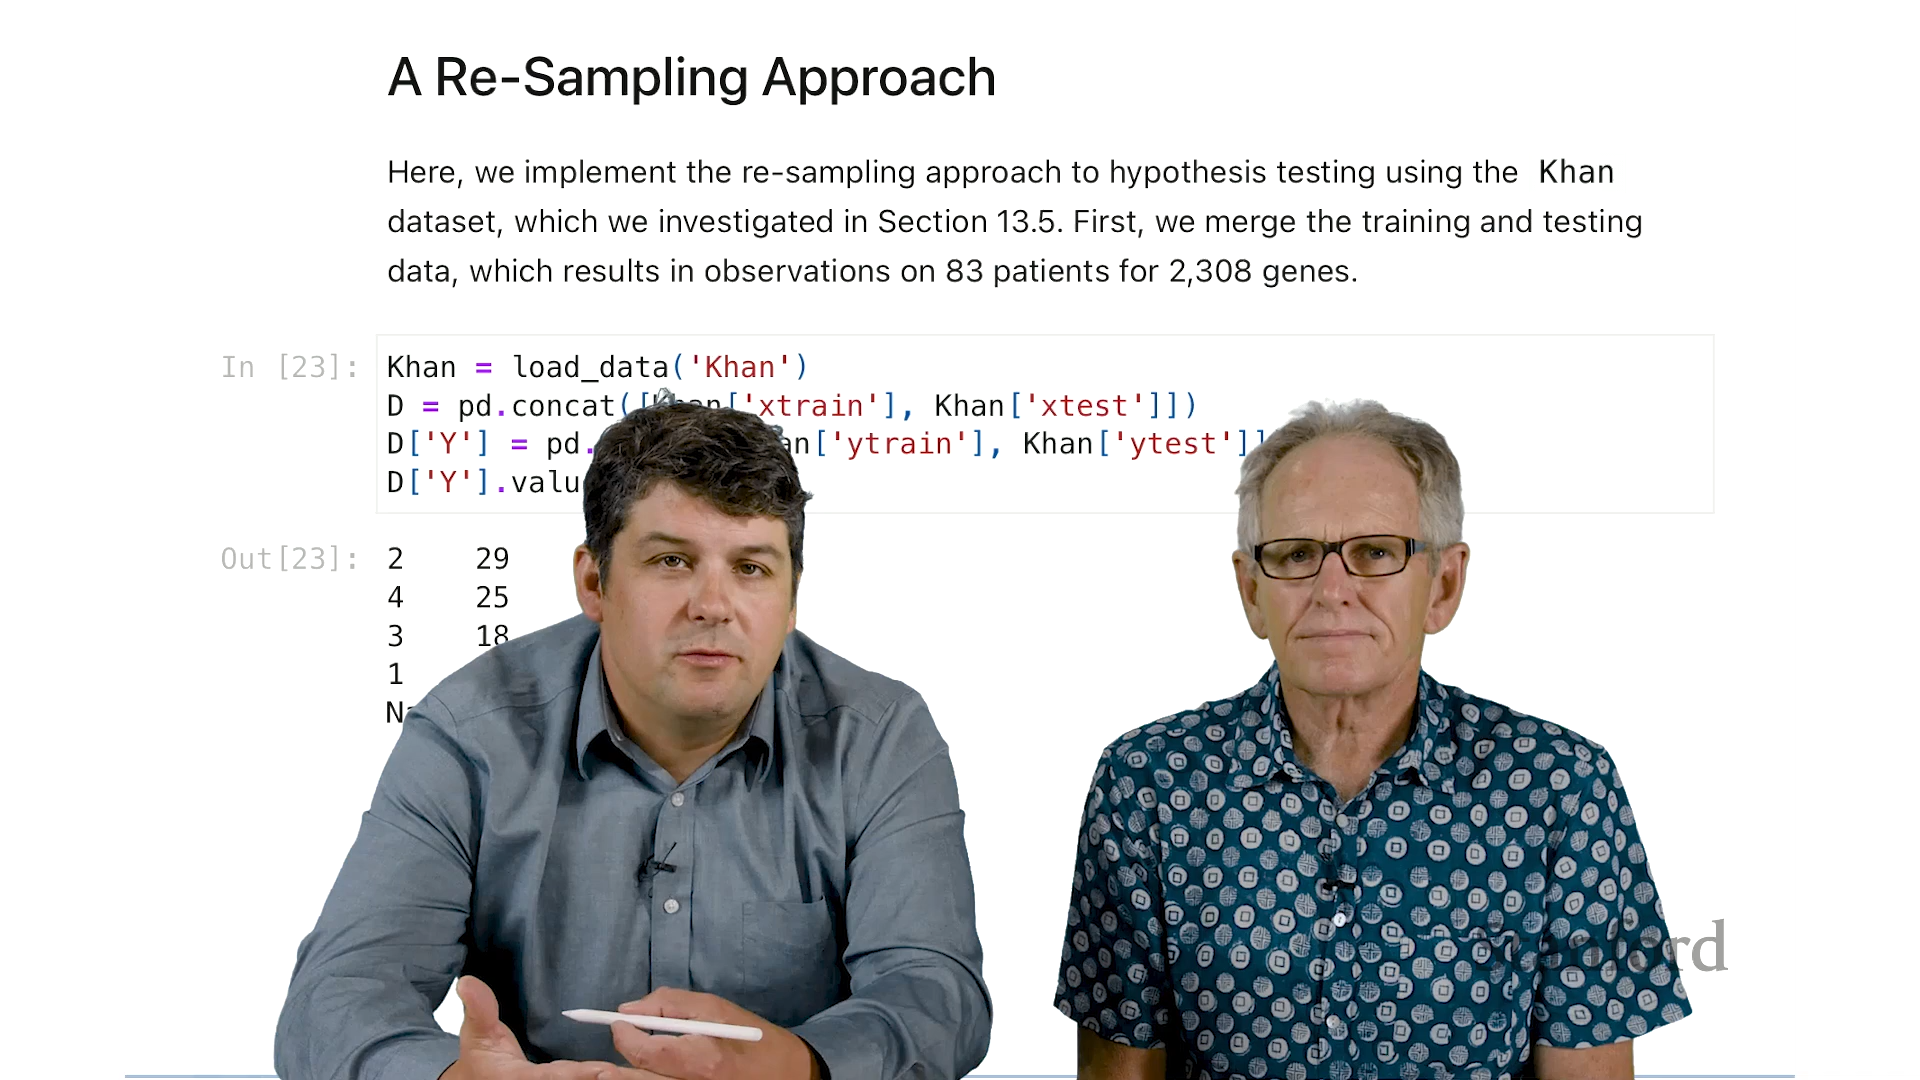 A Re-Sampling Approach
Here, we implement the re-sampling approach to hypothesis testing using the Khan
dataset, which we investigated in Section 13.5. First, we merge the training and testing
data, which results in observations on 83 patients for 2,308 genes.
In [23]: Khan = load_data('Khan')
D = pd.concat([Khan['xtrain'], Khan['xtest']])
D['Y'] = pd. ['ytrain'], Khan['ytest']
D['Y'].valu
Out[23]: 2 29
4 25
3 18
1
Stanford